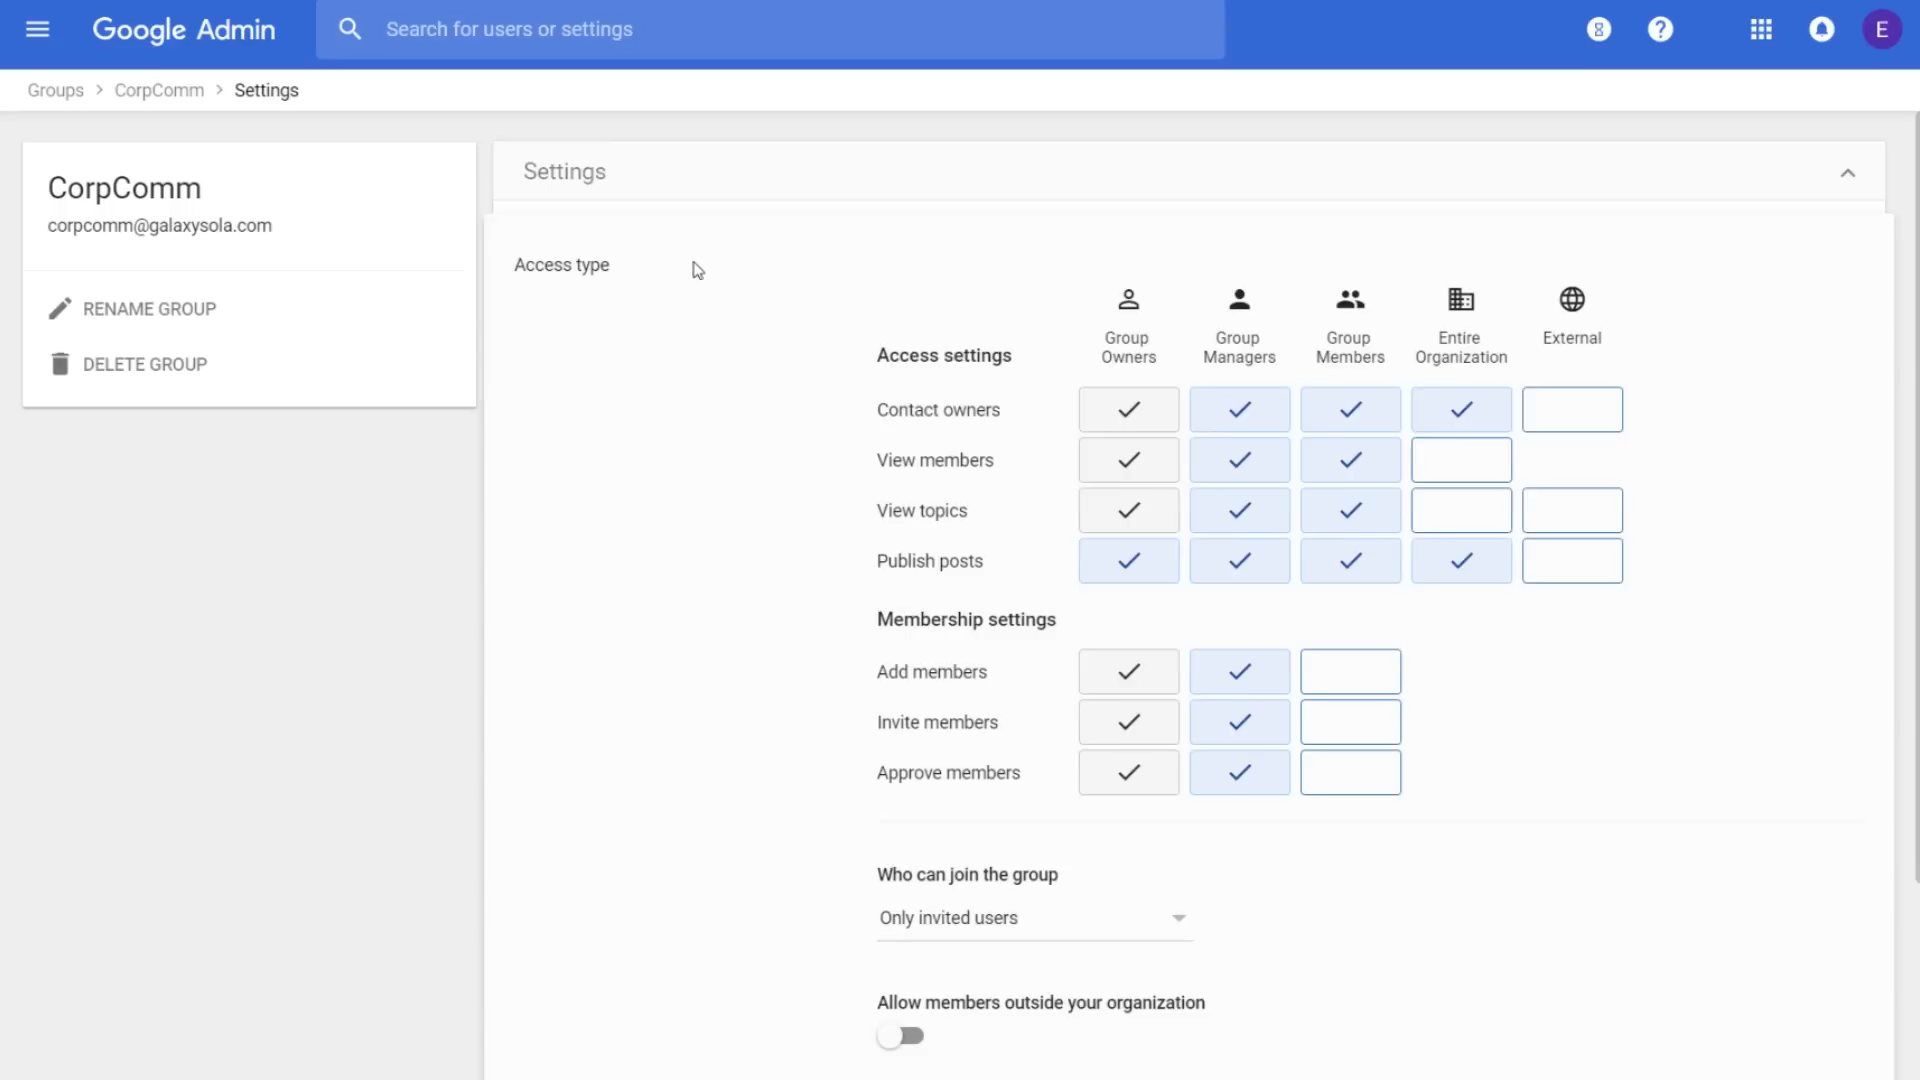 Google Admin
Search for users or settings
E
Groups > CorpComm > Settings
CorpComm
corpcomm@galaxysola.com
RENAME GROUP
DELETE GROUP
Settings
Access type
Access settings
Group Owners
Group Managers
Group Members
Entire Organization
External
Contact owners
View members
View topics
Publish posts
Membership settings
Add members
Invite members
Approve members
Who can join the group
Only invited users
Allow members outside your organization